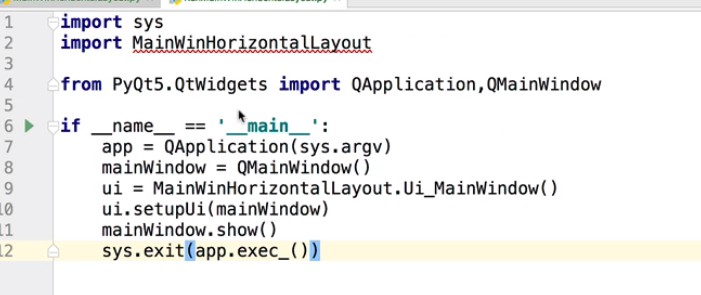 1 import sys
2 import MainWinHorizontalLayout
3
4 from PyQt5.QtWidgets import QApplication,QMainWindow
5
6 if __name__ == '__main__':
7     app = QApplication(sys.argv)
8     mainWindow = QMainWindow()
9     ui = MainWinHorizontalLayout.Ui_MainWindow()
10     ui.setupUi(mainWindow)
11     mainWindow.show()
12     sys.exit(app.exec_())